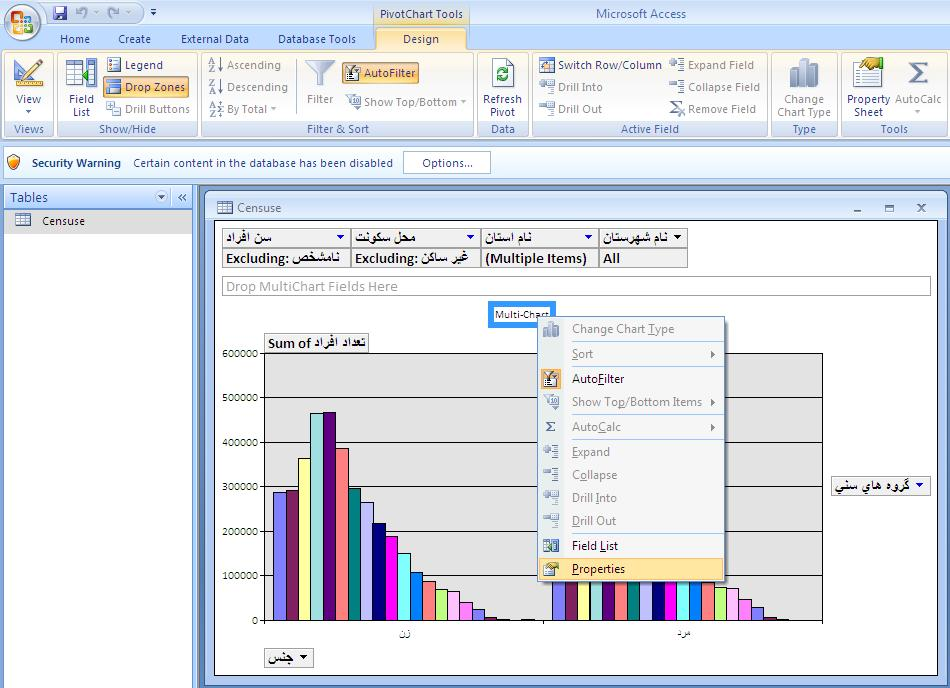 PivotChart Tools
Microsoft Access
Home Create External Data Database Tools Design
View
Views
Field List
Legend
Drop Zones
Drill Buttons
Show/Hide
Ascending
Descending
By Total
Filter
AutoFilter
Show Top/Bottom
Filter & Sort
Refresh Pivot
Data
Switch Row/Column
Drill Into
Drill Out
Expand Field
Collapse Field
Remove Field
Active Field
Change Chart Type
Type
Property Sheet
AutoCalc
Tools
Security Warning Certain content in the database has been disabled Options...
Tables
Censuse
Censuse
سن افراد
محل سکونت
نام استان
نام شهرستان
Excluding: نامشخص
Excluding: غیر ساکن
(Multiple Items)
All
Drop MultiChart Fields Here
Multi-Chart
Sum of تعداد افراد
600000
500000
400000
300000
200000
100000
0
زن
مرد
جنس
گروه هاي سني
Change Chart Type
Sort
AutoFilter
Show Top/Bottom Items
AutoCalc
Expand
Collapse
Drill Into
Drill Out
Field List
Properties